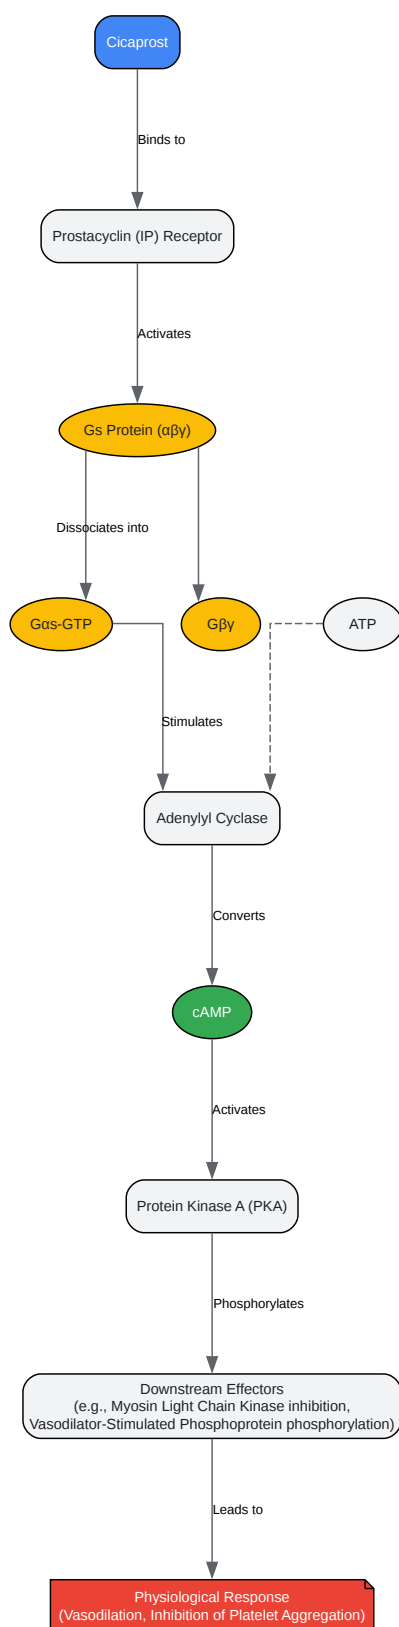 Cicaprost
Binds to
Prostacyclin (IP) Receptor
Activates
Gs Protein (αβγ)
Dissociates into
Gαs-GTP
Gβγ
ATP
Stimulates
Adenylyl Cyclase
Converts
cAMP
Activates
Protein Kinase A (PKA)
Phosphorylates
Downstream Effectors
(e.g., Myosin Light Chain Kinase inhibition,
Vasodilator-Stimulated Phosphoprotein phosphorylation)
Leads to
Physiological Response
(Vasodilation, Inhibition of Platelet Aggregation)